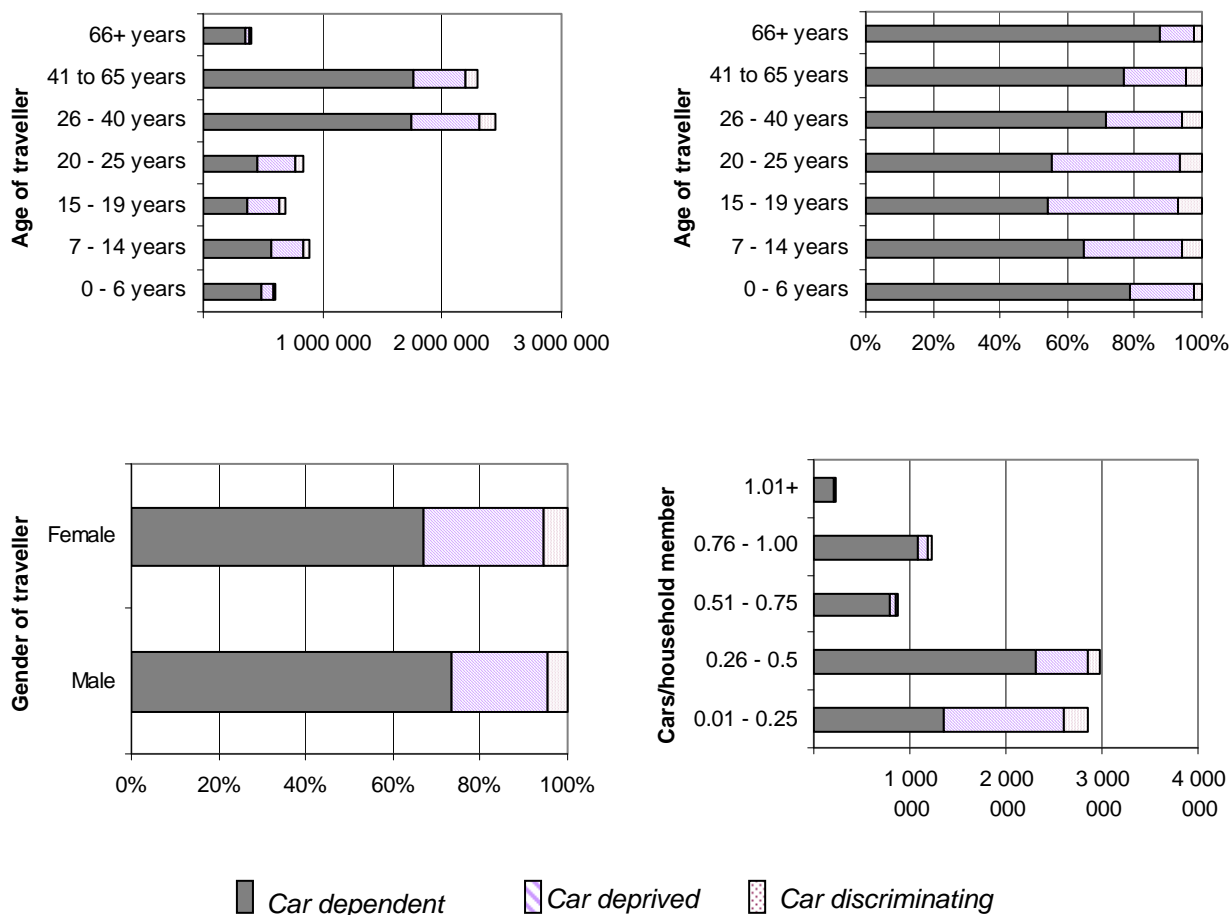 Age of traveller
66+ years
41 to 65 years
26 - 40 years
20 - 25 years
15 - 19 years
7 - 14 years
0 - 6 years
1 000 000
2 000 000
3 000 000
Age of traveller
66+ years
41 to 65 years
26 - 40 years
20 - 25 years
15 - 19 years
7 - 14 years
0 - 6 years
0%
20%
40%
60%
80%
100%
Gender of traveller
Female
Male
0%
20%
40%
60%
80%
100%
Cars/household member
1.01+
0.76 - 1.00
0.51 - 0.75
0.26 - 0.5
0.01 - 0.25
1 000
000
2 000
000
3 000
000
4 000
000
Car dependent
Car deprived
Car discriminating